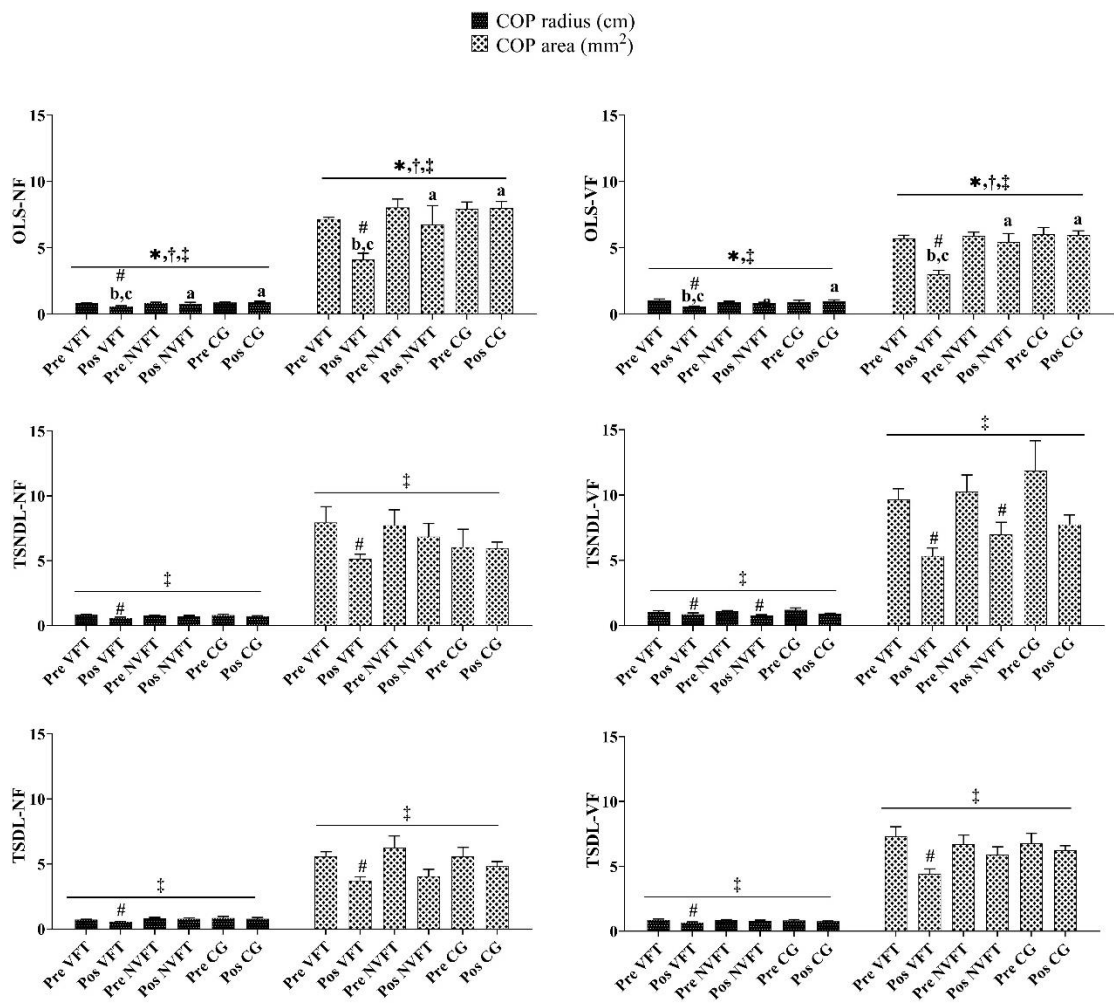 COP radius (cm)
COP area (mm²)
OLS-NF
15
10
5
0
*,†,‡
#
b,c
a
a
*,†,‡
#
b,c
a
a
Pre VFT
Pos VFT
Pre NVFT
Pos NVFT
Pre CG
Pos CG
Pre VFT
Pos VFT
Pre NVFT
Pos NVFT
Pre CG
Pos CG
OLS-VF
15
10
5
0
*,‡
#
b,c
a
a
*,†,‡
#
b,c
a
a
Pre VFT
Pos VFT
Pre NVFT
Pos NVFT
Pre CG
Pos CG
Pre VFT
Pos VFT
Pre NVFT
Pos NVFT
Pre CG
Pos CG
TSNDL-NF
15
10
5
0
‡
#
‡
#
Pre VFT
Pos VFT
Pre NVFT
Pos NVFT
Pre CG
Pos CG
Pre VFT
Pos VFT
Pre NVFT
Pos NVFT
Pre CG
Pos CG
TSNDL-VF
15
10
5
0
‡
#
#
‡
#
#
Pre VFT
Pos VFT
Pre NVFT
Pos NVFT
Pre CG
Pos CG
Pre VFT
Pos VFT
Pre NVFT
Pos NVFT
Pre CG
Pos CG
TSDL-NF
15
10
5
0
‡
#
‡
#
Pre VFT
Pos VFT
Pre NVFT
Pos NVFT
Pre CG
Pos CG
Pre VFT
Pos VFT
Pre NVFT
Pos NVFT
Pre CG
Pos CG
TSDL-VF
15
10
5
0
‡
#
‡
#
Pre VFT
Pos VFT
Pre NVFT
Pos NVFT
Pre CG
Pos CG
Pre VFT
Pos VFT
Pre NVFT
Pos NVFT
Pre CG
Pos CG